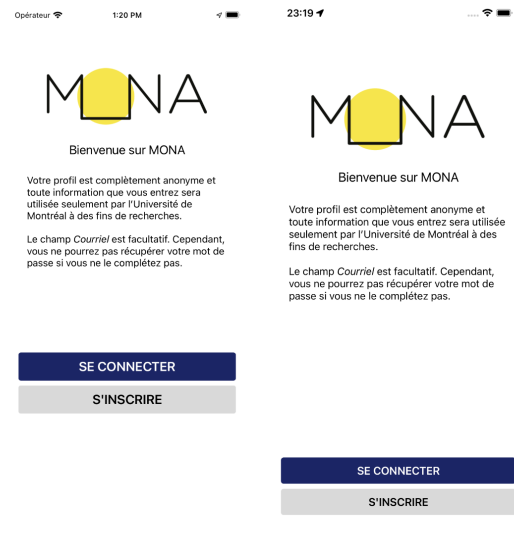 Opérateur
1:20 PM
MONA
Bienvenue sur MONA
Votre profil est complètement anonyme et
toute information que vous entrez sera
utilisée seulement par l'Université de
Montréal à des fins de recherches.
Le champ Courriel est facultatif. Cependant,
vous ne pourrez pas récupérer votre mot de
passe si vous ne le complétez pas.
SE CONNECTER
S'INSCRIRE
23:19
MONA
Bienvenue sur MONA
Votre profil est complètement anonyme et
toute information que vous entrez sera utilisée
seulement par l'Université de Montréal à des
fins de recherches.
Le champ Courriel est facultatif. Cependant,
vous ne pourrez pas récupérer votre mot de
passe si vous ne le complétez pas.
SE CONNECTER
S'INSCRIRE